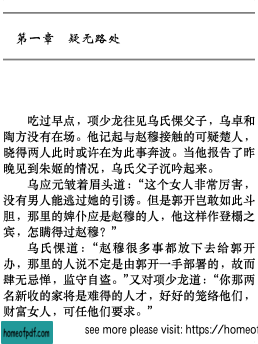 第一章　疑无路处
吃过早点，项少龙往见乌氏倮父子，乌卓和
陶方没有在场。他记起与赵穆接触的可疑楚人，
晓得两人此时或许在为此事奔波。当他报告了昨
晚见到朱姬的情况，乌氏父子沉吟起来。
乌应元皱着眉头道：“这个女人非常厉害，
没有男人能逃过她的引诱。但是郭开岂敢如此斗
胆，那里的婢仆应是赵穆的人，他这样作登榻之
宾，怎瞒得过赵穆？”
乌氏倮道：“赵穆很多事都放下去给郭开
办，那里的人说不定是由郭开一手部署的，故而
肆无忌惮，监守自盗。”又对项少龙道：“你那两
名新收的家将是难得的人才，好好的笼络他们，
财富女人，可任他们要求。”
homeofpdf.com
see more please visit: https://homeof